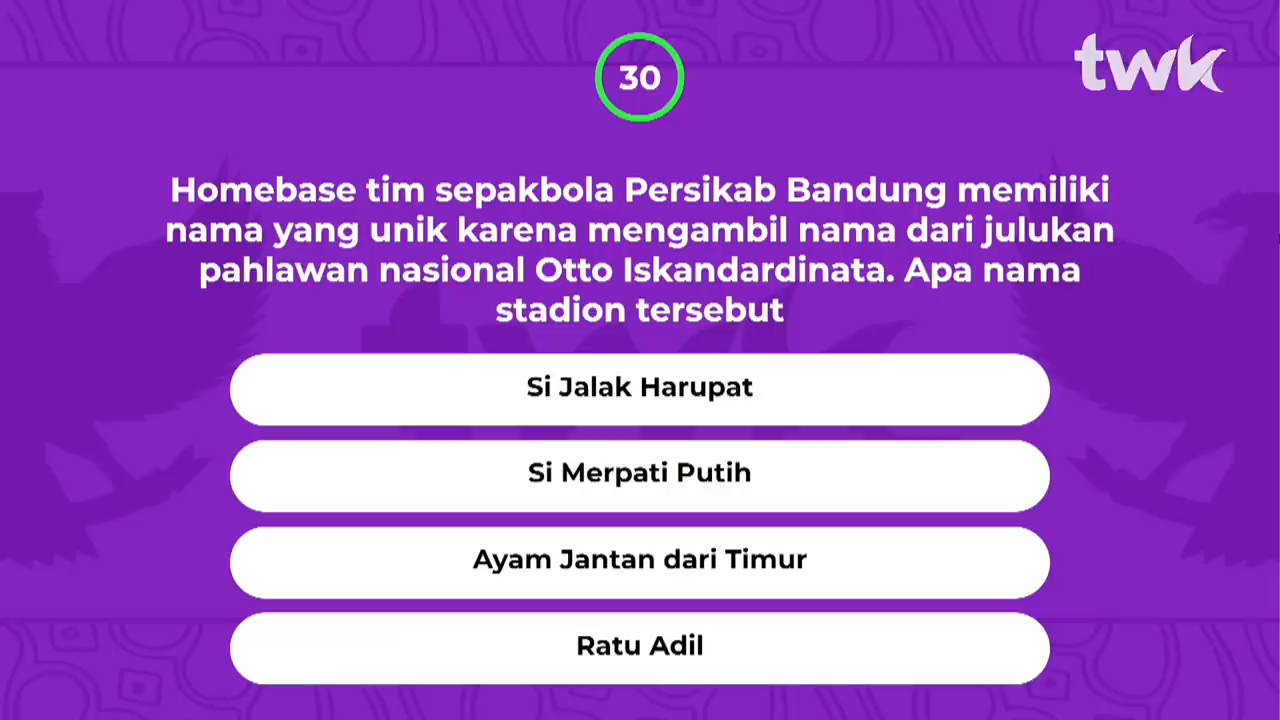 30
twk
Homebase tim sepakbola Persikab Bandung memiliki
nama yang unik karena mengambil nama dari julukan
pahlawan nasional Otto Iskandardinata. Apa nama
stadion tersebut
Si Jalak Harupat
Si Merpati Putih
Ayam Jantan dari Timur
Ratu Adil